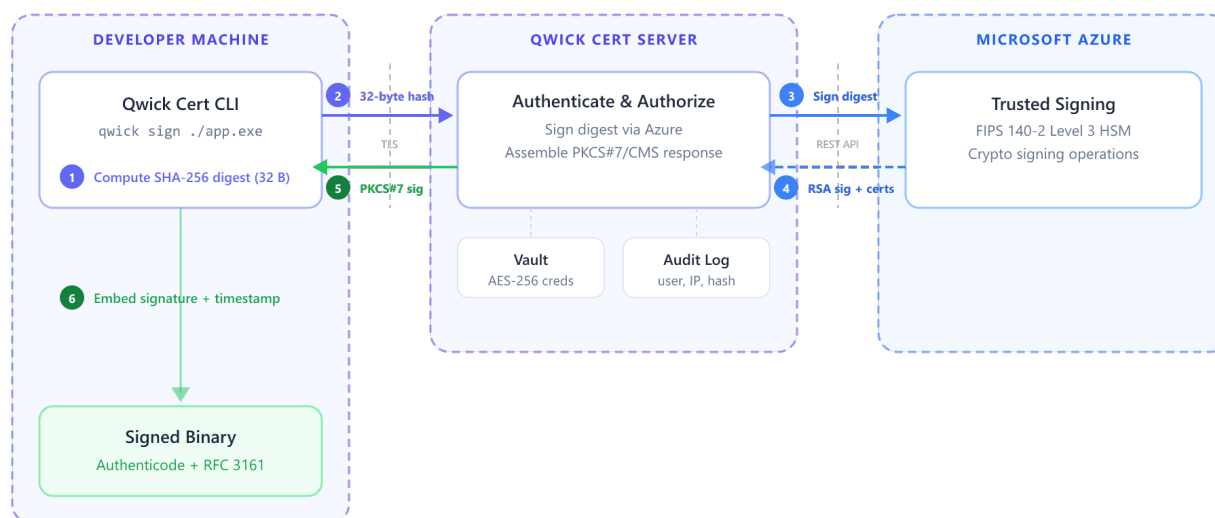 DEVELOPER MACHINE
Qwick Cert CLI
qwick sign ./app.exe
1 Compute SHA-256 digest (32 B)
2 32-byte hash
TLS
5 PKCS#7 sig
6 Embed signature + timestamp
Signed Binary
Authenticode + RFC 3161
QWICK CERT SERVER
Authenticate & Authorize
Sign digest via Azure
Assemble PKCS#7/CMS response
Vault
AES-256 creds
Audit Log
user, IP, hash
3 Sign digest
REST API
4 RSA sig + certs
MICROSOFT AZURE
Trusted Signing
FIPS 140-2 Level 3 HSM
Crypto signing operations